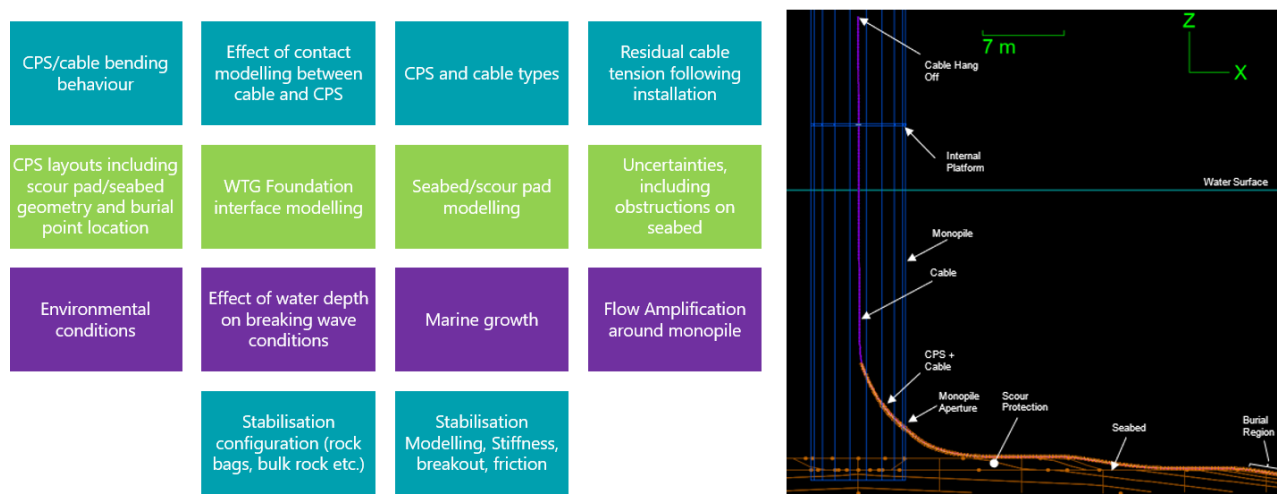 CPS/cable bending
behaviour
Effect of contact
modelling between
cable and CPS
CPS and cable types
Residual cable
tension following
installation
CPS layouts including
scour pad/seabed
geometry and burial
point location
WTG Foundation
interface modelling
Seabed/scour pad
modelling
Uncertainties,
including
obstructions on
seabed
Environmental
conditions
Effect of water depth
on breaking wave
conditions
Marine growth
Flow Amplification
around monopile
Stabilisation
configuration (rock
bags, bulk rock etc.)
Stabilisation
Modelling, Stiffness,
breakout, friction
7 m
Z
X
Cable Hang
Off
Internal
Platform
Water Surface
Monopile
Cable
CPS +
Cable
Monopile
Aperture
Scour
Protection
Seabed
Burial
Region